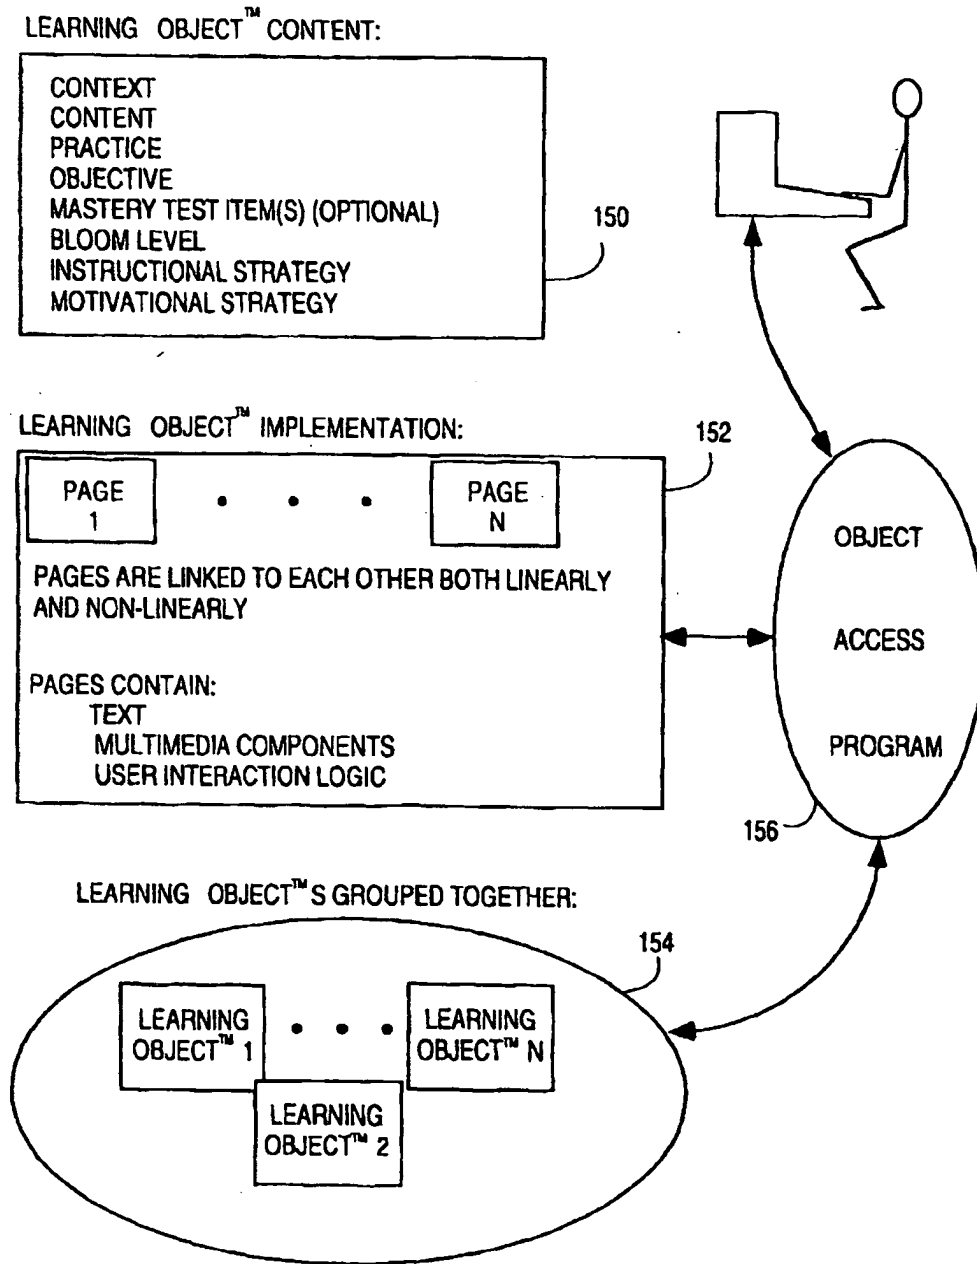 LEARNING OBJECT™ CONTENT:
CONTEXT
CONTENT
PRACTICE
OBJECTIVE
MASTERY TEST ITEM(S) (OPTIONAL)
BLOOM LEVEL
INSTRUCTIONAL STRATEGY
MOTIVATIONAL STRATEGY
150
LEARNING OBJECT™ IMPLEMENTATION:
152
PAGE
1
PAGE
N
PAGES ARE LINKED TO EACH OTHER BOTH LINEARLY
AND NON-LINEARLY
PAGES CONTAIN:
TEXT
MULTIMEDIA COMPONENTS
USER INTERACTION LOGIC
OBJECT
ACCESS
PROGRAM
156
LEARNING OBJECT™S GROUPED TOGETHER:
154
LEARNING
OBJECT™ 1
LEARNING
OBJECT™ N
LEARNING
OBJECT™ 2